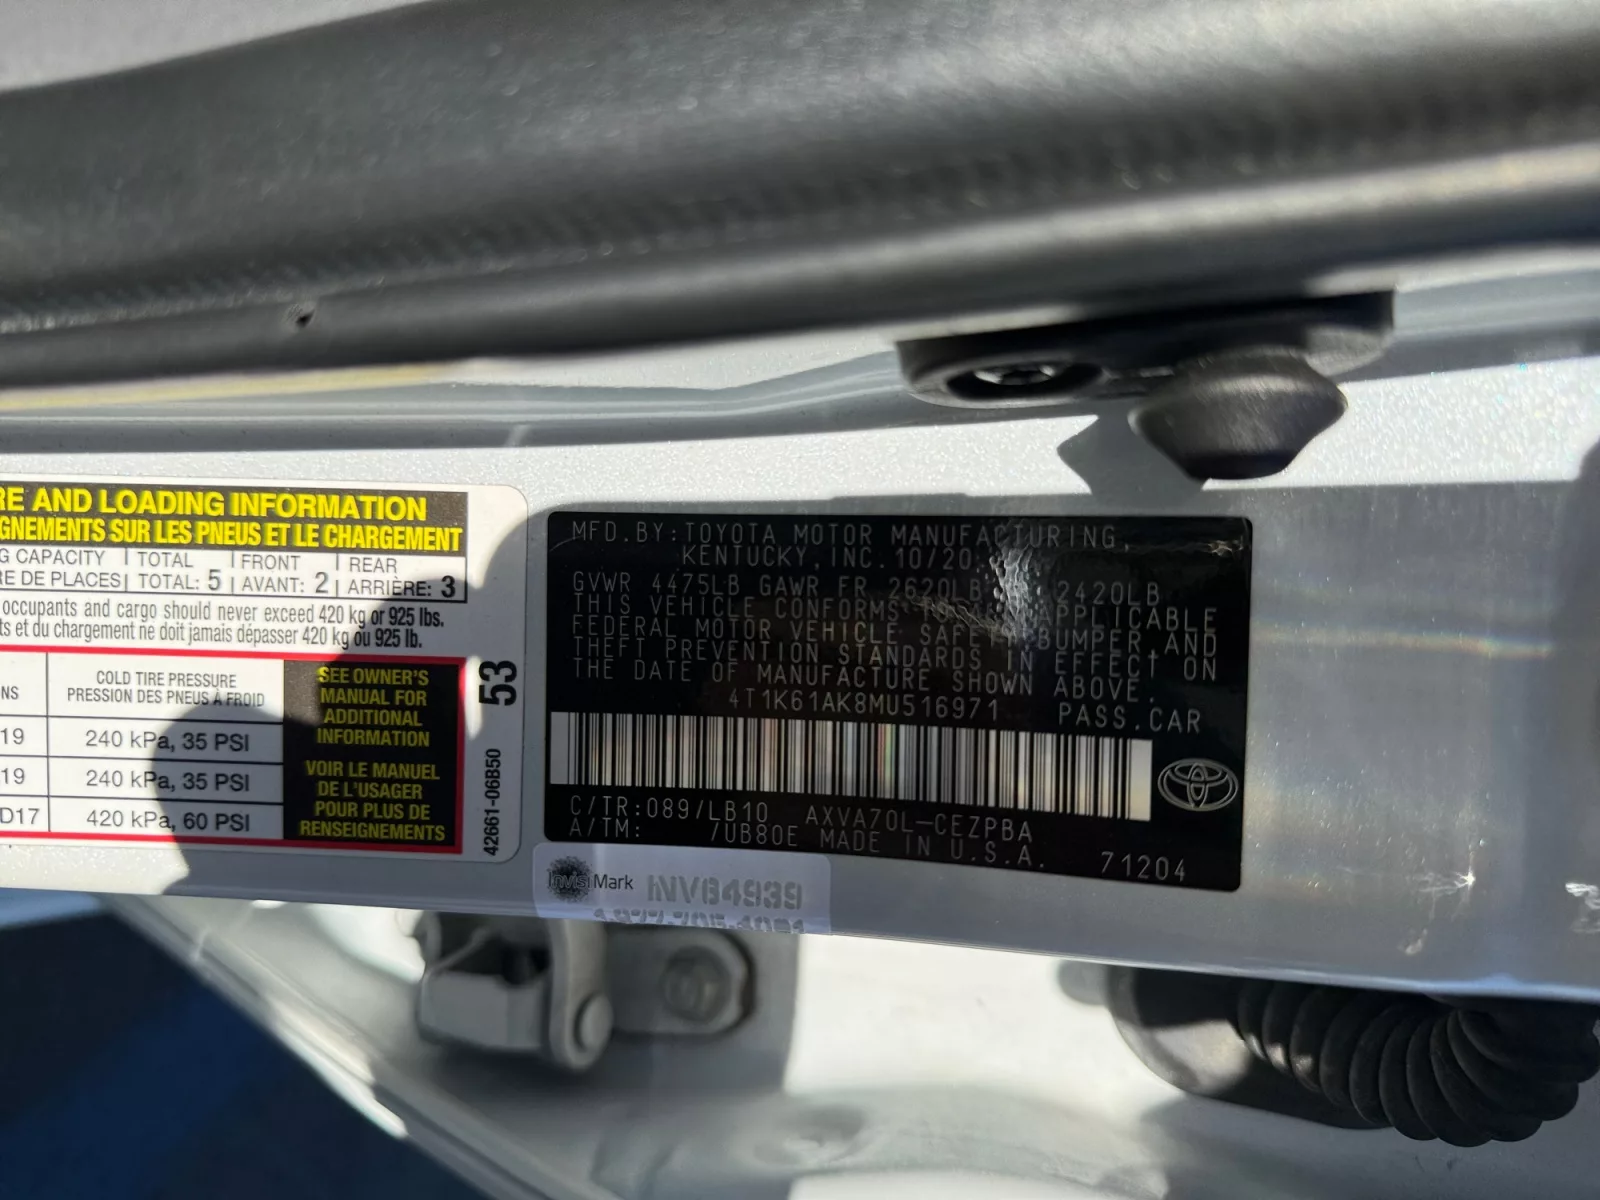 RE AND LOADING INFORMATION
GNEMENTS SUR LES PNEUS ET LE CHARGEMENT
G CAPACITY TOTAL FRONT REAR
RE DE PLACES TOTAL: 5 AVANT: 2 ARRIÈRE: 3
occupants and cargo should never exceed 420 kg or 925 lbs.
ts et du chargement ne doit jamais dépasser 420 kg ou 925 lb.
NS
COLD TIRE PRESSURE
PRESSION DES PNEUS À FROID
19 240 kPa, 35 PSI
19 240 kPa, 35 PSI
D17 420 kPa, 60 PSI
SEE OWNER'S
MANUAL FOR
ADDITIONAL
INFORMATION
VOIR LE MANUEL
DE L'USAGER
POUR PLUS DE
RENSEIGNEMENTS
53
42661-06B50
MFD.BY:TOYOTA MOTOR MANUFACTURING,
KENTUCKY,INC. 10/20
GVWR 4475LB GAWR FR 2620LB 2420LB
THIS VEHICLE CONFORMS TO APPLICABLE
FEDERAL MOTOR VEHICLE SAFETY BUMPER,AND
THEFT PREVENTION STANDARDS IN EFFECT ON
THE DATE OF MANUFACTURE SHOWN ABOVE.
4T1K61AK8MU516971 PASS.CAR
C/TR:089/LB10 AXVA70L-CEZPBA
A/TM: /UB80E MADE IN U.S.A. 71204
InvisiMark INV64939